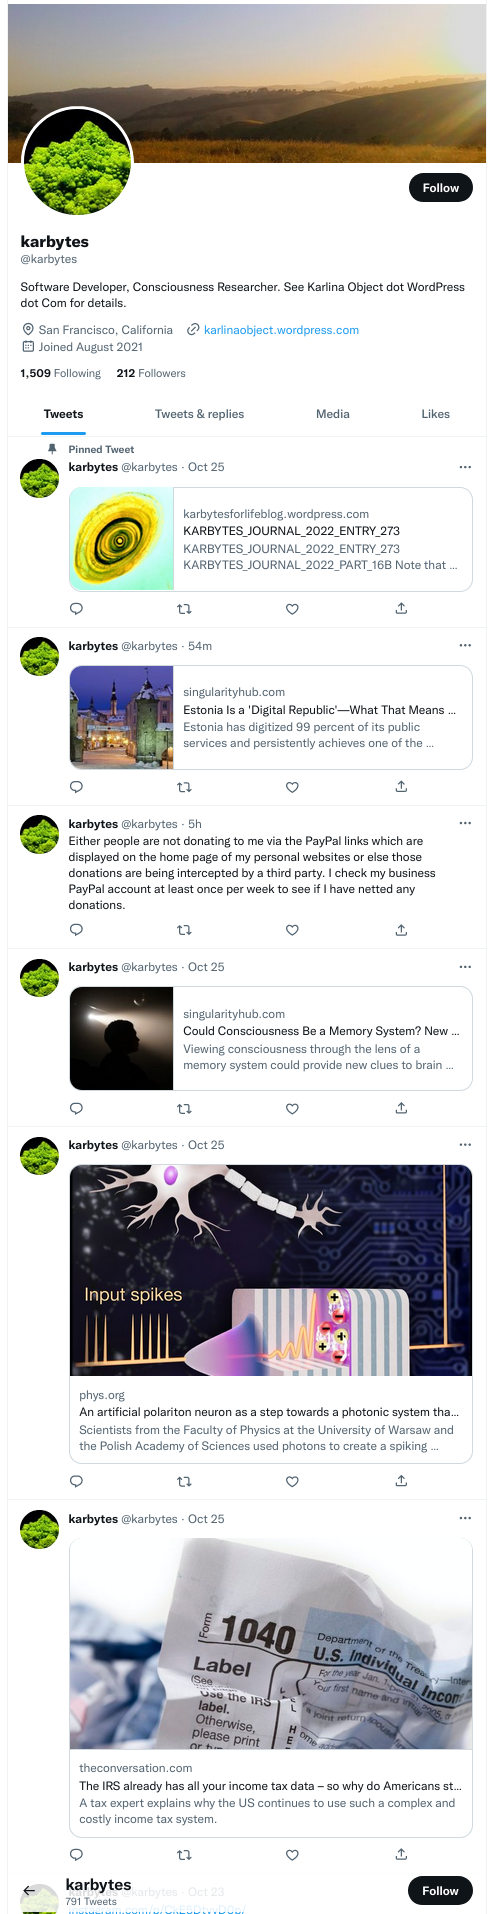 Follow
karbytes
@karbytes
Software Developer, Consciousness Researcher. See Karlina Object dot WordPress
dot Com for details.
San Francisco, California karlinaobject.wordpress.com
Joined August 2021
1,509 Following 212 Followers
Tweets Tweets & replies Media Likes
Pinned Tweet
karbytes @karbytes · Oct 25
karbytesforlifeblog.wordpress.com
KARBYTES_JOURNAL_2022_ENTRY_273
KARBYTES_JOURNAL_2022_ENTRY_273
KARBYTES_JOURNAL_2022_PART_16B Note that ...
karbytes @karbytes · 54m
singularityhub.com
Estonia Is a 'Digital Republic'—What That Means ...
Estonia has digitized 99 percent of its public
services and persistently achieves one of the ...
karbytes @karbytes · 5h
Either people are not donating to me via the PayPal links which are
displayed on the home page of my personal websites or else those
donations are being intercepted by a third party. I check my business
PayPal account at least once per week to see if I have netted any
donations.
karbytes @karbytes · Oct 25
singularityhub.com
Could Consciousness Be a Memory System? New ...
Viewing consciousness through the lens of a
memory system could provide new clues to brain ...
karbytes @karbytes · Oct 25
Input spikes
phys.org
An artificial polariton neuron as a step towards a photonic system tha...
Scientists from the Faculty of Physics at the University of Warsaw and
the Polish Academy of Sciences used photons to create a spiking ...
karbytes @karbytes · Oct 25
Form 1040
Department of the Treasury—Inter
U.S. Individual Incom
Label
For the year Jan. 1
(See
Your first name and initial
Use the IRS
label.
Otherwise,
please print
or typ
joint return
theconversation.com
The IRS already has all your income tax data – so why do Americans st...
A tax expert explains why the US continues to use such a complex and
costly income tax system.
karbytes
karbytes @karbytes · Oct 23
791 Tweets
Follow